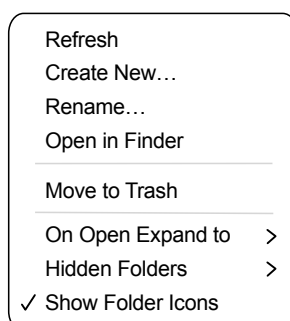 Refresh
Create New…
Rename…
Open in Finder
Move to Trash
On Open Expand to >
Hidden Folders >
✓ Show Folder Icons